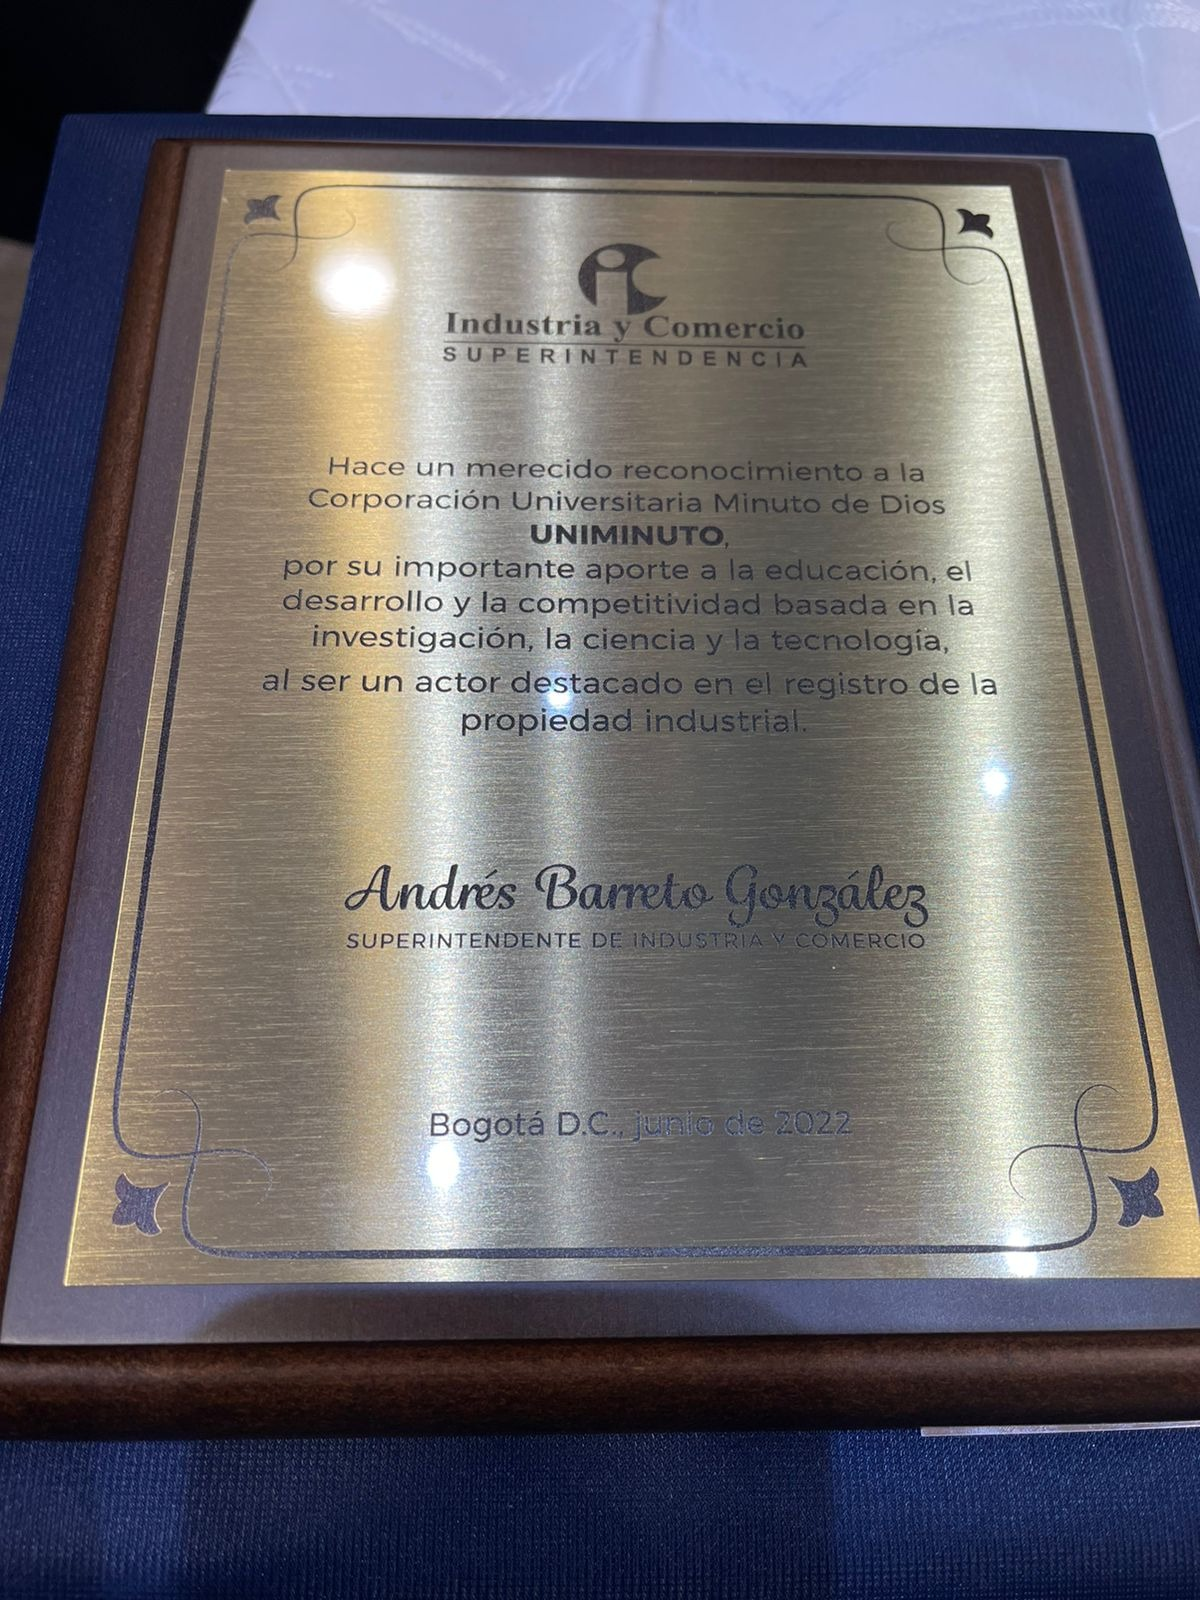 Industria y Comercio
SUPERINTENDENCIA
Hace un merecido reconocimiento a la
Corporación Universitaria Minuto de Dios
UNIMINUTO,
por su importante aporte a la educación, el
desarrollo y la competitividad basada en la
investigación, la ciencia y la tecnología,
al ser un actor destacado en el registro de la
propiedad industrial.
Andrés Barreto González
SUPERINTENDENTE DE INDUSTRIA Y COMERCIO
Bogotá D.C., junio de 2022